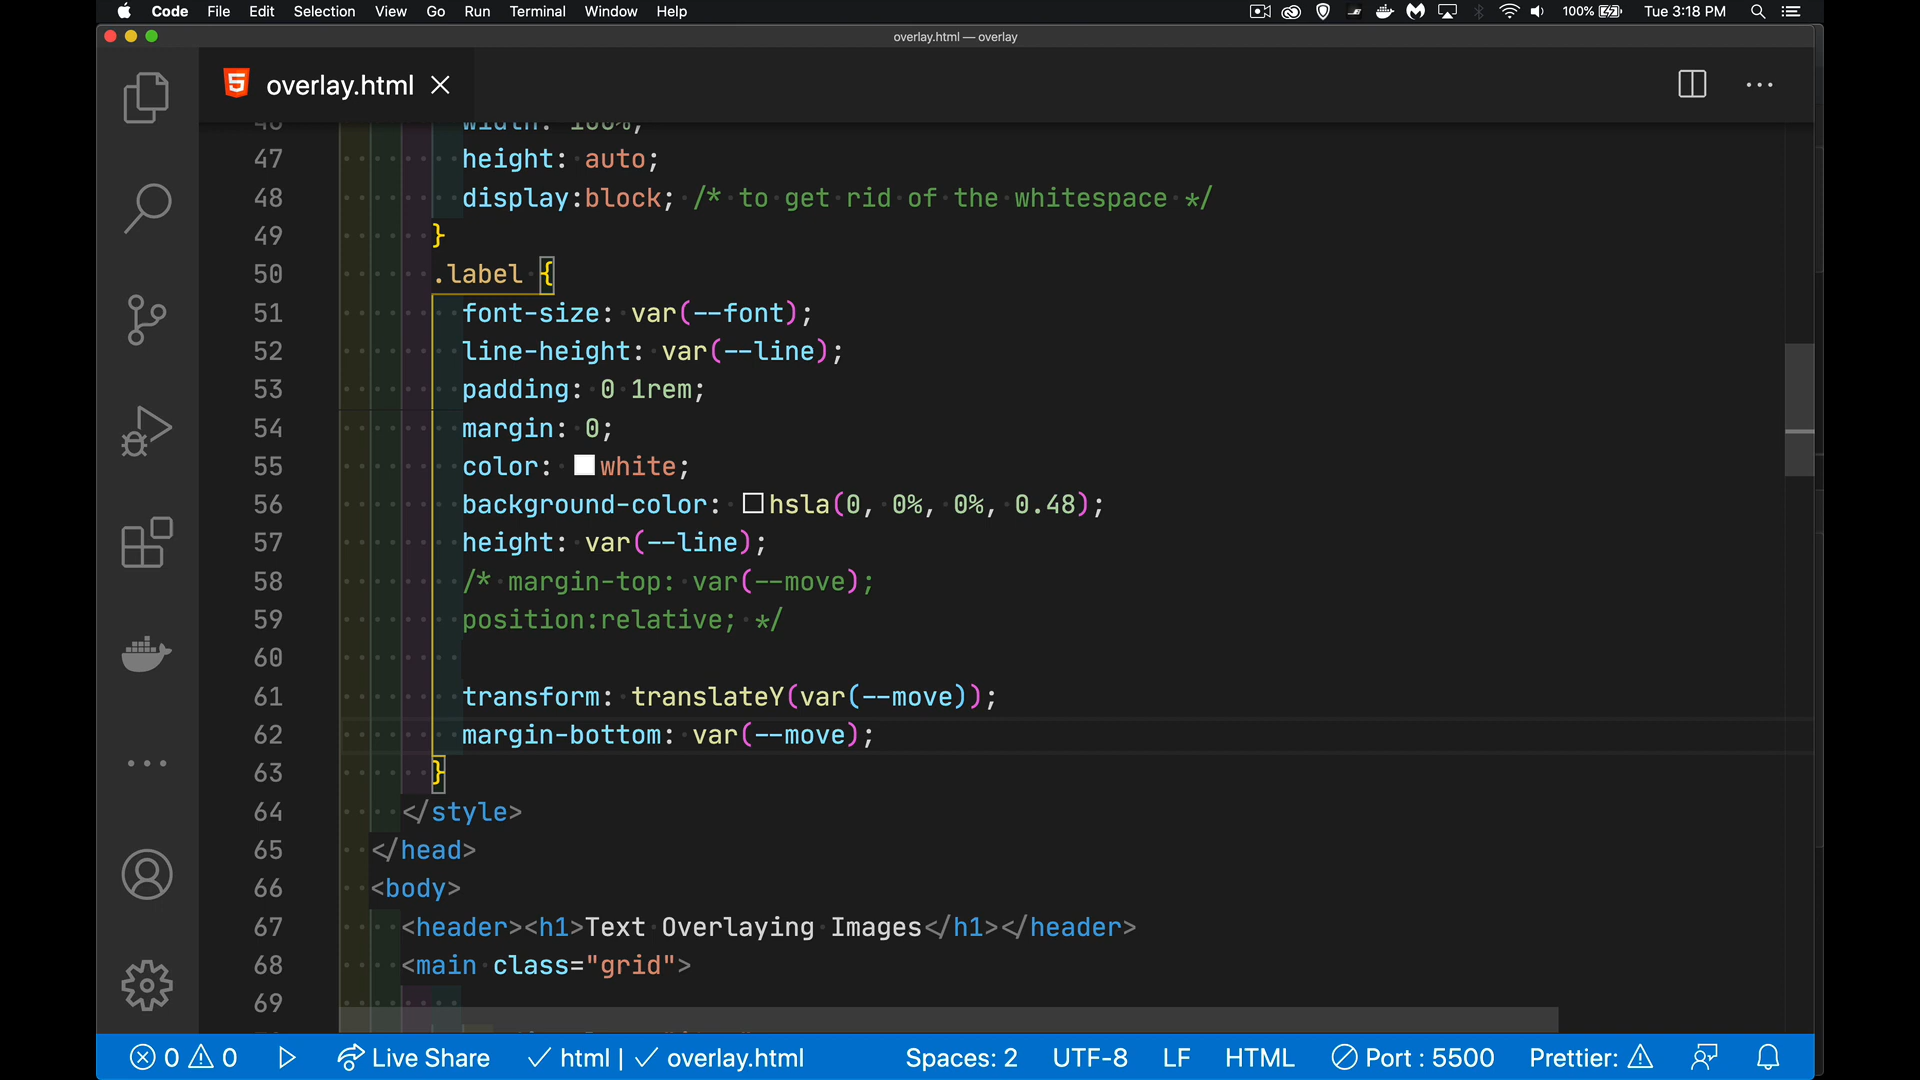 Code File Edit Selection View Go Run Terminal Window Help 100% Tue 3:18 PM
overlay.html — overlay
overlay.html
46 width: 100%;
47 height: auto;
48 display:block; /* to get rid of the whitespace */
49 }
50 .label {
51 font-size: var(--font);
52 line-height: var(--line);
53 padding: 0 1rem;
54 margin: 0;
55 color: white;
56 background-color: hsla(0, 0%, 0%, 0.48);
57 height: var(--line);
58 /* margin-top: var(--move);
59 position:relative; */
60
61 transform: translateY(var(--move));
62 margin-bottom: var(--move);
63 }
64 </style>
65 </head>
66 <body>
67 <header><h1>Text Overlaying Images</h1></header>
68 <main class="grid">
69
0 0 Live Share html | overlay.html Spaces: 2 UTF-8 LF HTML Port : 5500 Prettier: